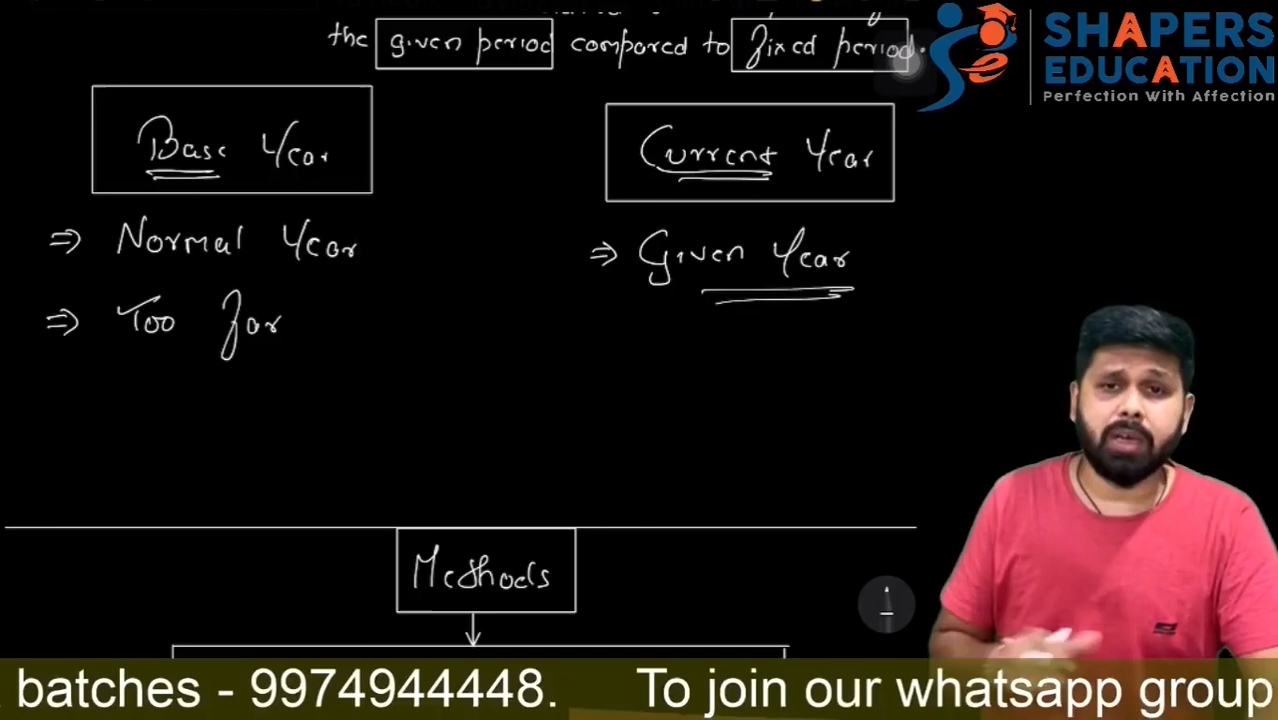 the given period compared to fixed period.
SHAPERS
EDUCATION
Perfection With Affection
Base Year
Current Year
⇒ Normal Year
⇒ Given Year
⇒ Too far
Methods
batches - 9974944448. To join our whatsapp group